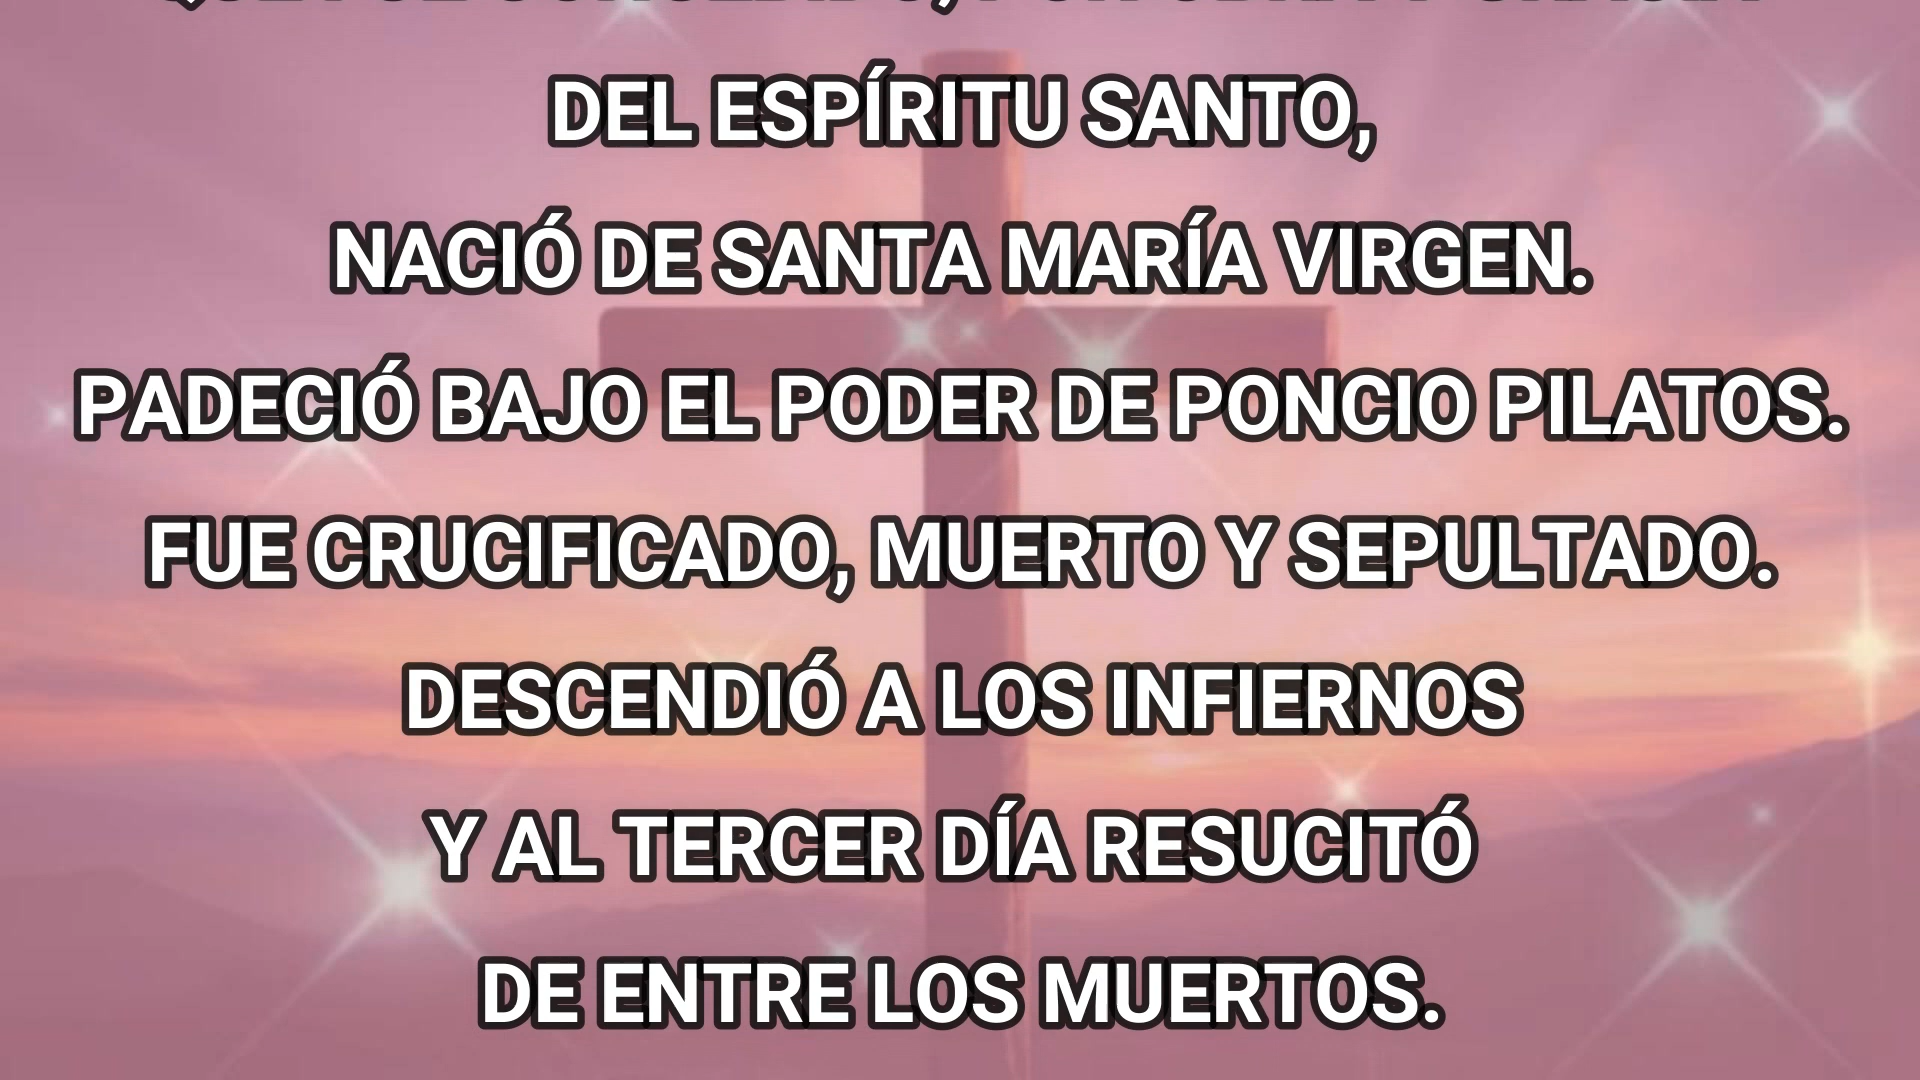 DEL ESPÍRITU SANTO,
NACIÓ DE SANTA MARÍA VIRGEN.
PADECIÓ BAJO EL PODER DE PONCIO PILATOS.
FUE CRUCIFICADO, MUERTO Y SEPULTADO.
DESCENDIÓ A LOS INFIERNOS
Y AL TERCER DÍA RESUCITÓ
DE ENTRE LOS MUERTOS.